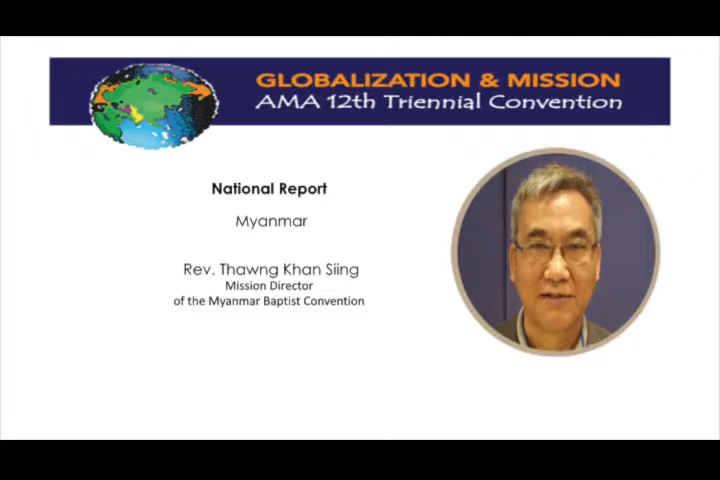 GLOBALIZATION & MISSION
AMA 12th Triennial Convention
National Report
Myanmar
Rev. Thawng Khan Siing
Mission Director
of the Myanmar Baptist Convention